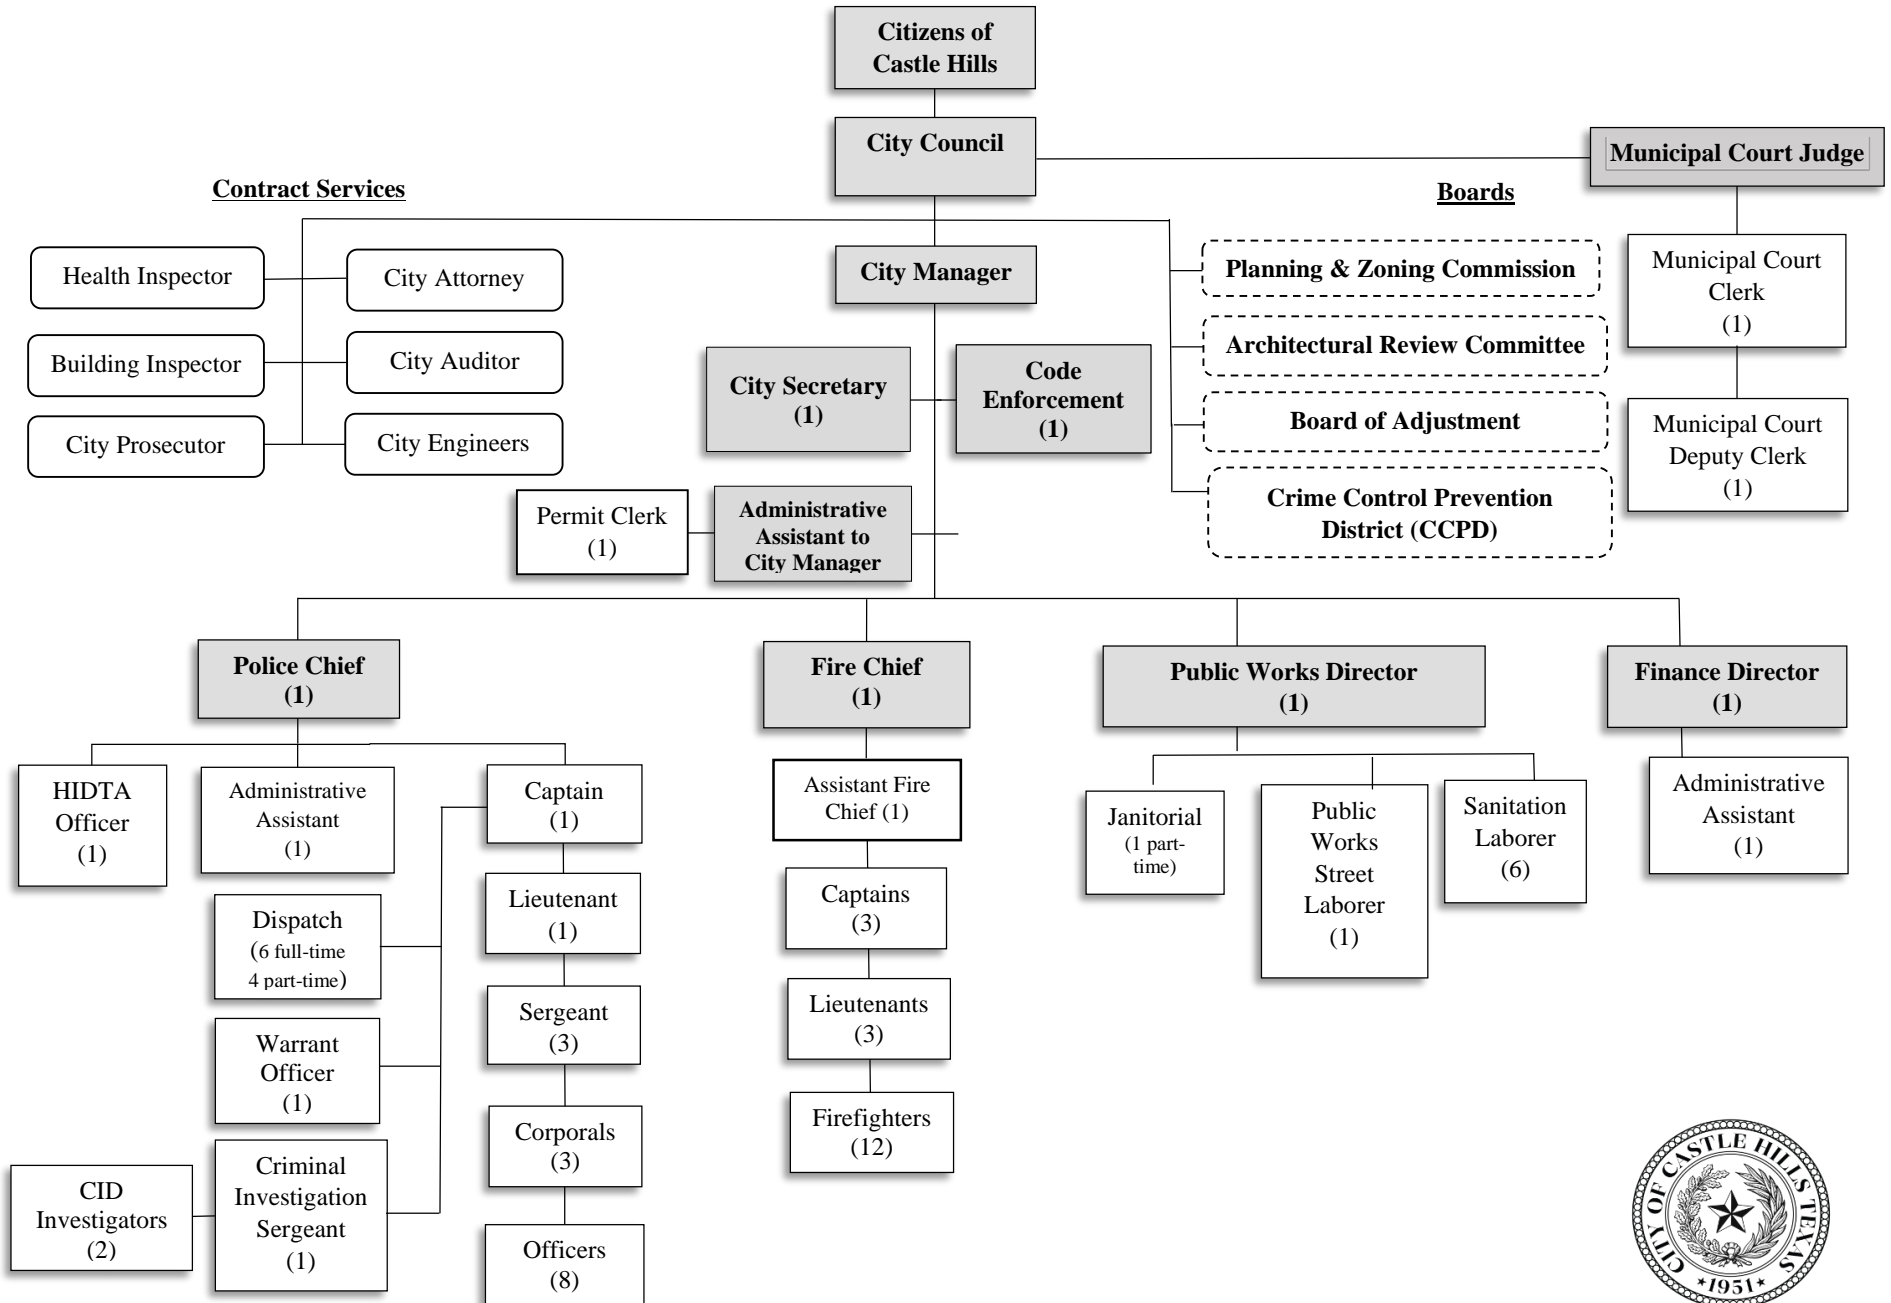 Citizens of
Castle Hills
City Council
Municipal Court Judge
Contract Services
Boards
Health Inspector
City Attorney
Building Inspector
City Auditor
City Prosecutor
City Engineers
City Manager
Planning & Zoning Commission
Architectural Review Committee
Board of Adjustment
Crime Control Prevention
District (CCPD)
Municipal Court
Clerk
(1)
Municipal Court
Deputy Clerk
(1)
City Secretary
(1)
Code
Enforcement
(1)
Permit Clerk
(1)
Administrative
Assistant to
City Manager
Police Chief
(1)
Fire Chief
(1)
Public Works Director
(1)
Finance Director
(1)
HIDTA
Officer
(1)
Administrative
Assistant
(1)
Captain
(1)
Dispatch
(6 full-time
4 part-time)
Warrant
Officer
(1)
Criminal
Investigation
Sergeant
(1)
CID
Investigators
(2)
Lieutenant
(1)
Sergeant
(3)
Corporals
(3)
Officers
(8)
Assistant Fire
Chief (1)
Captains
(3)
Lieutenants
(3)
Firefighters
(12)
Janitorial
(1 part-
time)
Public
Works
Street
Laborer
(1)
Sanitation
Laborer
(6)
Administrative
Assistant
(1)
CITY OF CASTLE HILLS TEXAS
★1951★